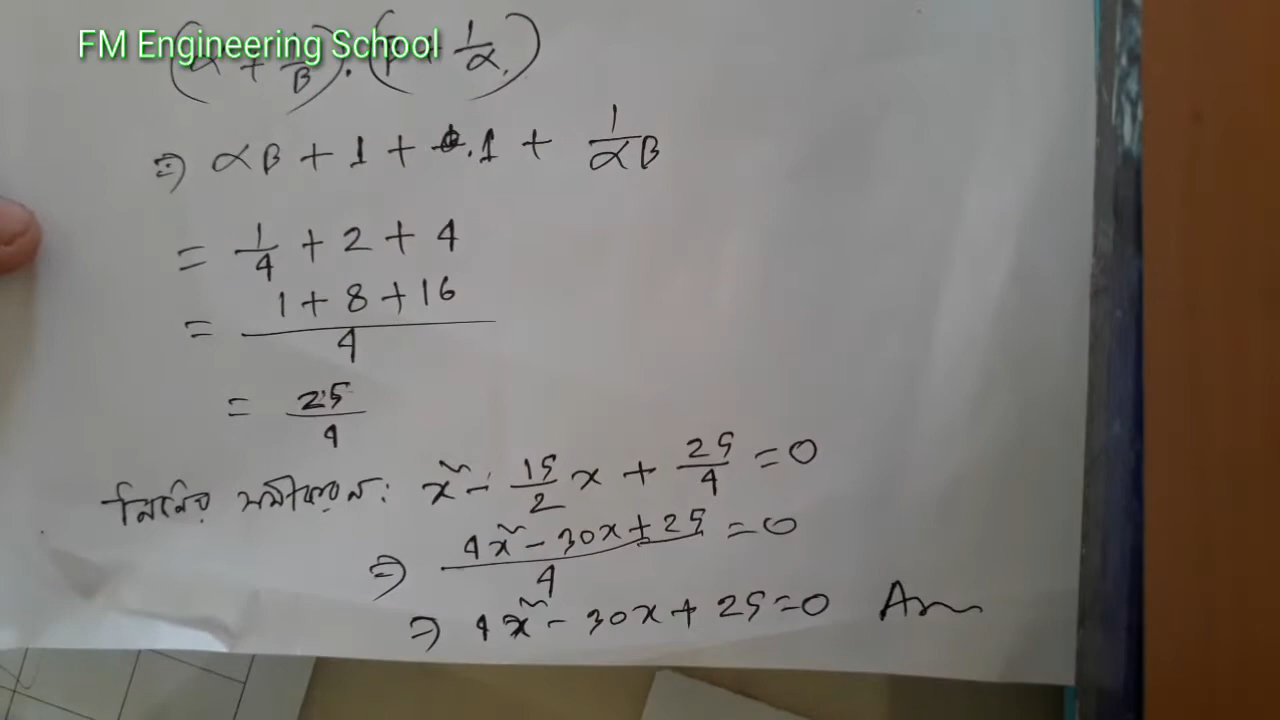 FM Engineering School
(α + 1/β) . (β + 1/α)
⇒ αβ + 1 + .1 + 1/αβ
= 1/4 + 2 + 4
= (1 + 8 + 16)/4
= 25/4
নির্নেয় সমীকরণ: x² - 15/2 x + 25/4 = 0
⇒ (4x² - 30x + 25)/4 = 0
⇒ 4x² - 30x + 25 = 0 Ans